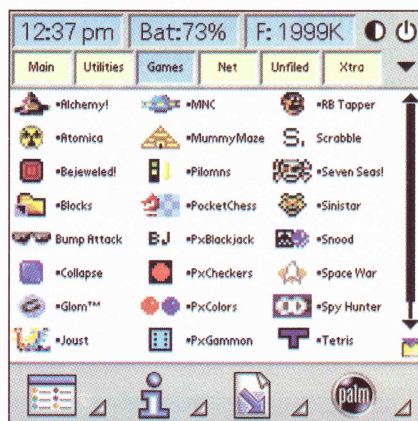 12:37 pm Bat:73% F: 1999K
Main Utilities Games Net Unfiled Xtra
▪Alchemy! ▪MNC ▪RB Tapper
▪Atomica ▪MummyMaze S, Scrabble
▪Bejeweled! ▪Pilomns ▪Seven Seas!
▪Blocks ▪PocketChess ▪Sinistar
Bump Attack BJ ▪PxBlackjack ▪Snood
▪Collapse ▪PxCheckers ▪Space War
▪Glom™ ▪PxColors ▪Spy Hunter
▪Joust ▪PxGammon ▪Tetris
palm